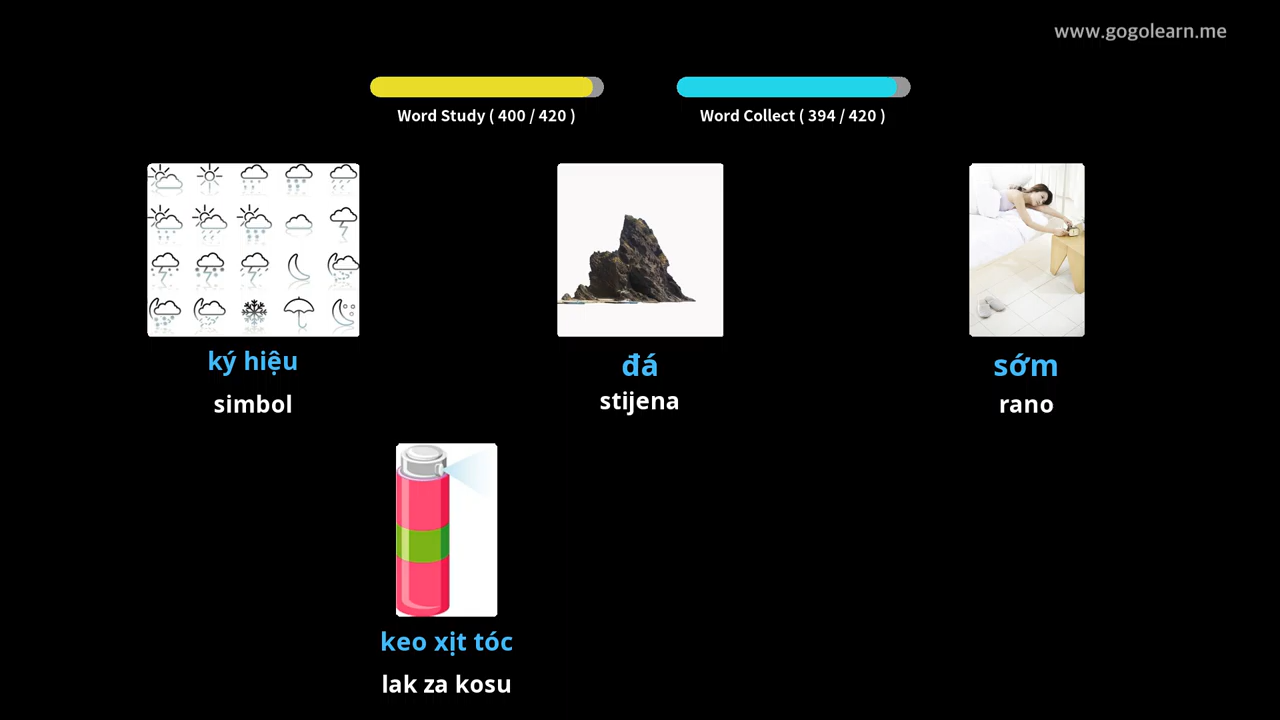 www.gogolearn.me
Word Study ( 400 / 420 )
Word Collect ( 394 / 420 )
ký hiệu
simbol
đá
stijena
sớm
rano
keo xịt tóc
lak za kosu